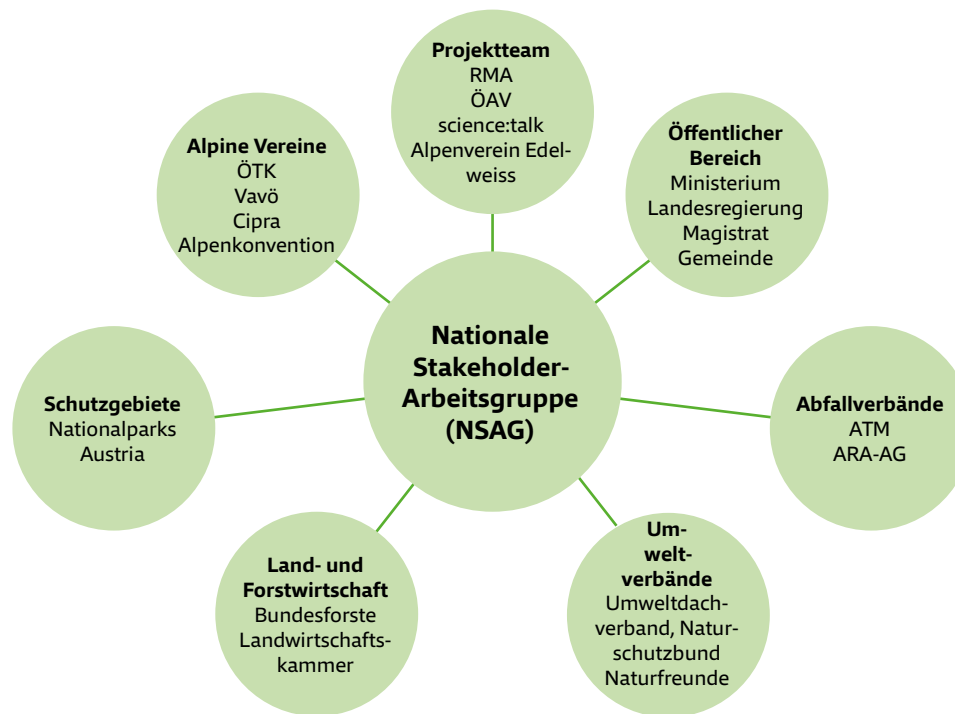 Projektteam
RMA
ÖAV
science:talk
Alpenverein Edel-
weiss
Alpine Vereine
ÖTK
Vavö
Cipra
Alpenkonvention
Öffentlicher
Bereich
Ministerium
Landesregierung
Magistrat
Gemeinde
Nationale
Stakeholder-
Arbeitsgruppe
(NSAG)
Schutzgebiete
Nationalparks
Austria
Abfallverbände
ATM
ARA-AG
Land- und
Forstwirtschaft
Bundesforste
Landwirtschafts-
kammer
Um-
welt-
verbände
Umweltdach-
verband, Natur-
schutzbund
Naturfreunde